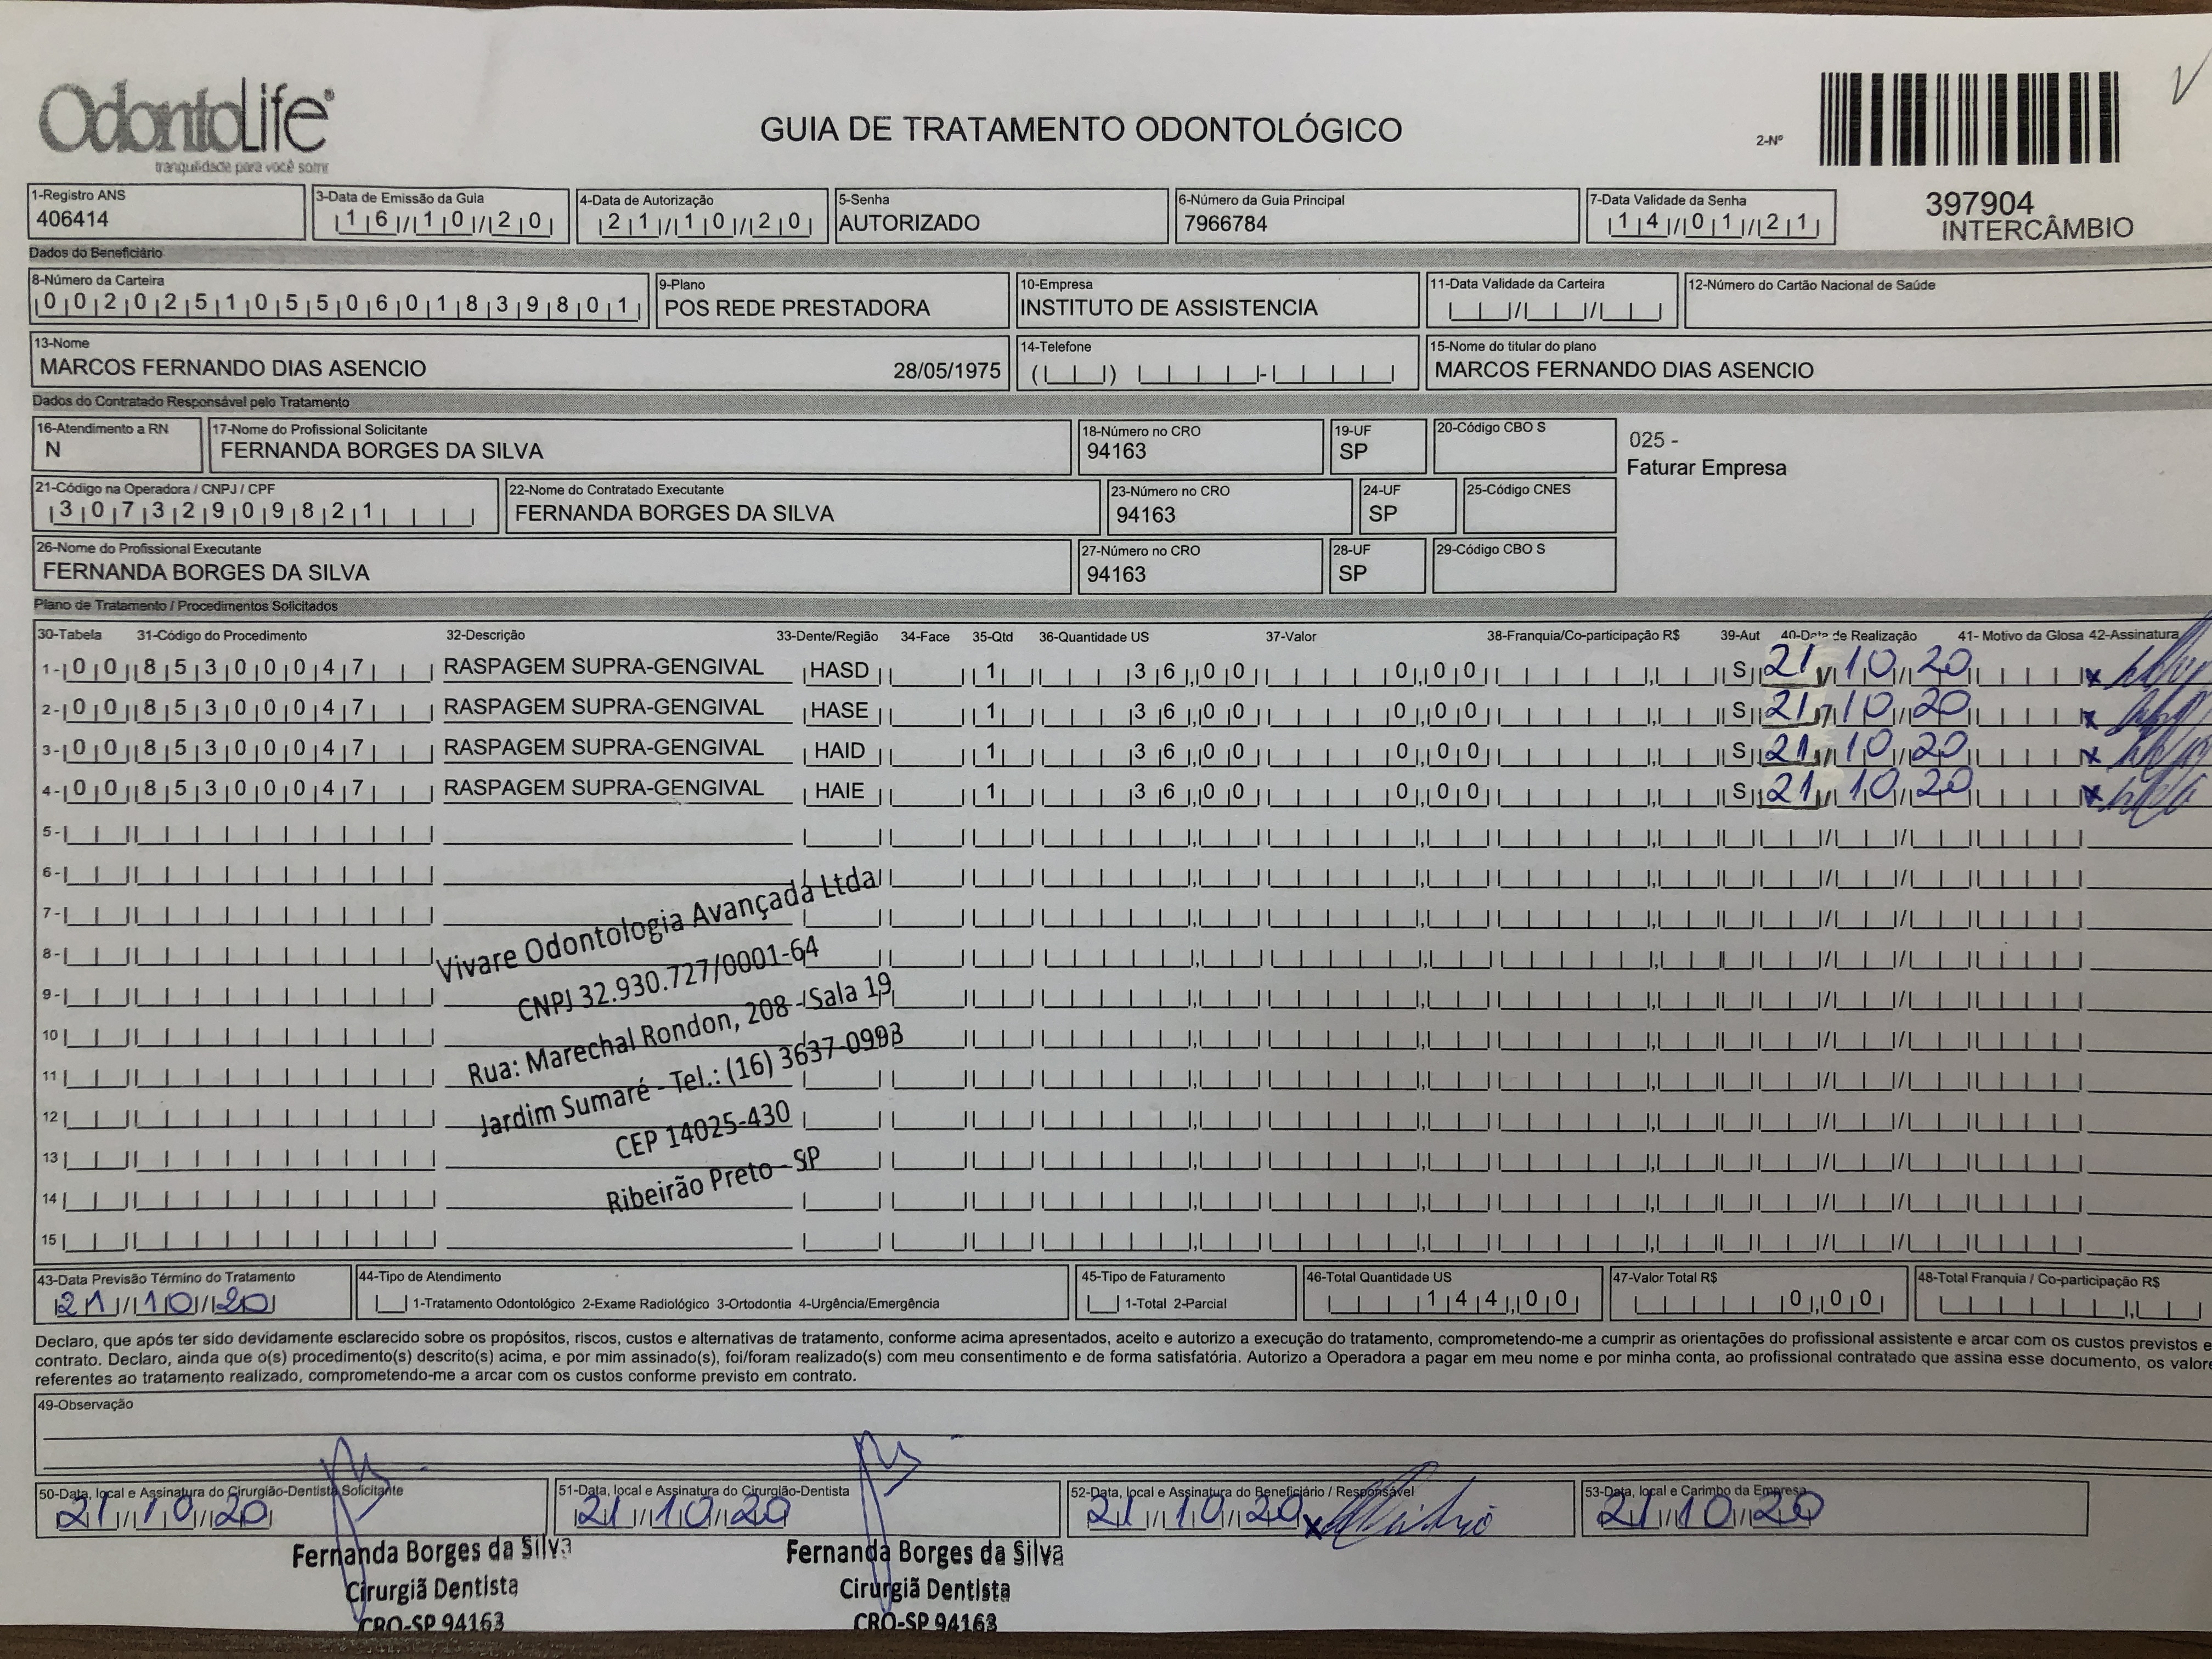 OdontoLife®
tranquilidade para você sorrir
GUIA DE TRATAMENTO ODONTOLÓGICO
2-Nº
397904
INTERCÂMBIO
1-Registro ANS
406414
3-Data de Emissão da Guia
16/10/20
4-Data de Autorização
21/10/20
5-Senha
AUTORIZADO
6-Número da Guia Principal
7966784
7-Data Validade da Senha
14/01/21
Dados do Beneficiário
8-Número da Carteira
00202510550601839801
9-Plano
POS REDE PRESTADORA
10-Empresa
INSTITUTO DE ASSISTENCIA
11-Data Validade da Carteira
12-Número do Cartão Nacional de Saúde
13-Nome
MARCOS FERNANDO DIAS ASENCIO 28/05/1975
14-Telefone
15-Nome do titular do plano
MARCOS FERNANDO DIAS ASENCIO
Dados do Contratado Responsável pelo Tratamento
16-Atendimento a RN
N
17-Nome do Profissional Solicitante
FERNANDA BORGES DA SILVA
18-Número no CRO
94163
19-UF
SP
20-Código CBO S
025 -
Faturar Empresa
21-Código na Operadora / CNPJ / CPF
30732909821
22-Nome do Contratado Executante
FERNANDA BORGES DA SILVA
23-Número no CRO
94163
24-UF
SP
25-Código CNES
26-Nome do Profissional Executante
FERNANDA BORGES DA SILVA
27-Número no CRO
94163
28-UF
SP
29-Código CBO S
Plano de Tratamento / Procedimentos Solicitados
30-Tabela 31-Código do Procedimento 32-Descrição 33-Dente/Região 34-Face 35-Qtd 36-Quantidade US 37-Valor 38-Franquia/Co-participação R$ 39-Aut 40-Data de Realização 41- Motivo da Glosa 42-Assinatura
1- 00 85300047 RASPAGEM SUPRA-GENGIVAL HASD 1 36,00 0,00 S 21/10/20 x
2- 00 85300047 RASPAGEM SUPRA-GENGIVAL HASE 1 36,00 0,00 S 21/10/20 x
3- 00 85300047 RASPAGEM SUPRA-GENGIVAL HAID 1 36,00 0,00 S 21/10/20 x
4- 00 85300047 RASPAGEM SUPRA-GENGIVAL HAIE 1 36,00 0,00 S 21/10/20 x
5-
6-
7-
8-
9-
10
11
12
13
14
15
Vivare Odontologia Avançada Ltda
CNPJ 32.930.727/0001-64
Rua: Marechal Rondon, 208 - Sala 19
Jardim Sumaré - Tel.: (16) 3637-0993
CEP 14025-430
Ribeirão Preto - SP
43-Data Previsão Término do Tratamento
21/10/20
44-Tipo de Atendimento
1-Tratamento Odontológico 2-Exame Radiológico 3-Ortodontia 4-Urgência/Emergência
45-Tipo de Faturamento
1-Total 2-Parcial
46-Total Quantidade US
144,00
47-Valor Total R$
0,00
48-Total Franquia / Co-participação R$
Declaro, que após ter sido devidamente esclarecido sobre os propósitos, riscos, custos e alternativas de tratamento, conforme acima apresentados, aceito e autorizo a execução do tratamento, comprometendo-me a cumprir as orientações do profissional assistente e arcar com os custos previstos e
contrato. Declaro, ainda que o(s) procedimento(s) descrito(s) acima, e por mim assinado(s), foi/foram realizado(s) com meu consentimento e de forma satisfatória. Autorizo a Operadora a pagar em meu nome e por minha conta, ao profissional contratado que assina esse documento, os valore
referentes ao tratamento realizado, comprometendo-me a arcar com os custos conforme previsto em contrato.
49-Observação
50-Data, local e Assinatura do Cirurgião-Dentista Solicitante
21/10/20
51-Data, local e Assinatura do Cirurgião-Dentista
21/10/20
52-Data, local e Assinatura do Beneficiário / Responsável
21/10/20 x
53-Data, local e Carimbo da Empresa
21/10/20
Fernanda Borges da Silva
Cirurgiã Dentista
CRO-SP 94163
Fernanda Borges da Silva
Cirurgiã Dentista
CRO-SP 94163